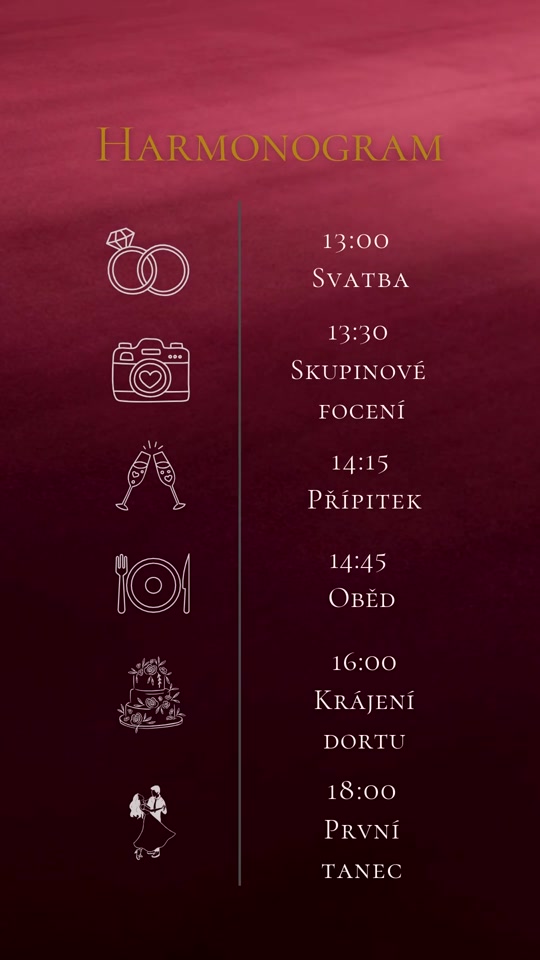 Harmonogram
13:00
Svatba
13:30
Skupinové
focení
14:15
Přípitek
14:45
Oběd
16:00
Krájení
dortu
18:00
První
tanec